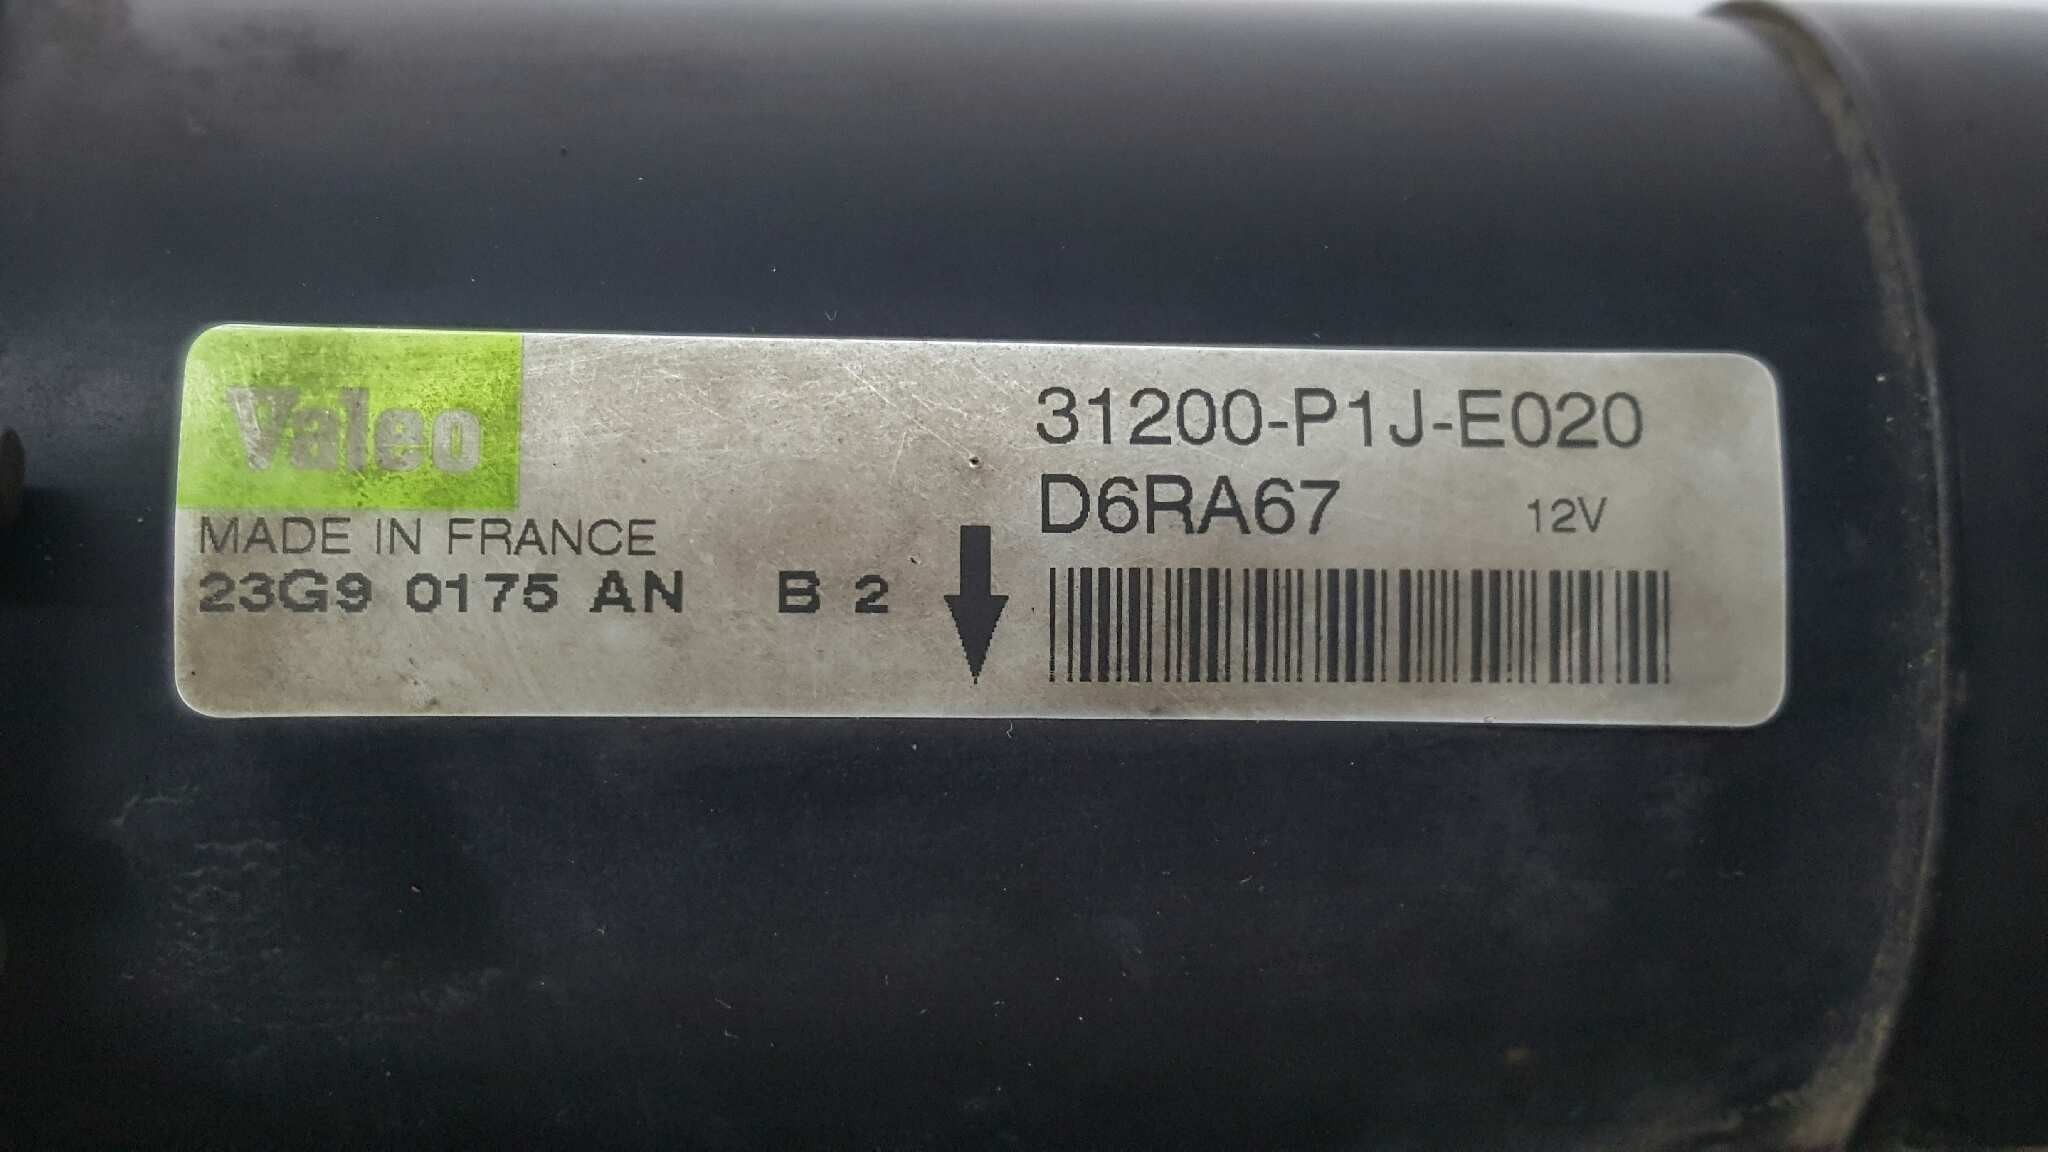 Valeo
MADE IN FRANCE
23G9 0175 AN B 2
31200-P1J-E020
D6RA67 12V